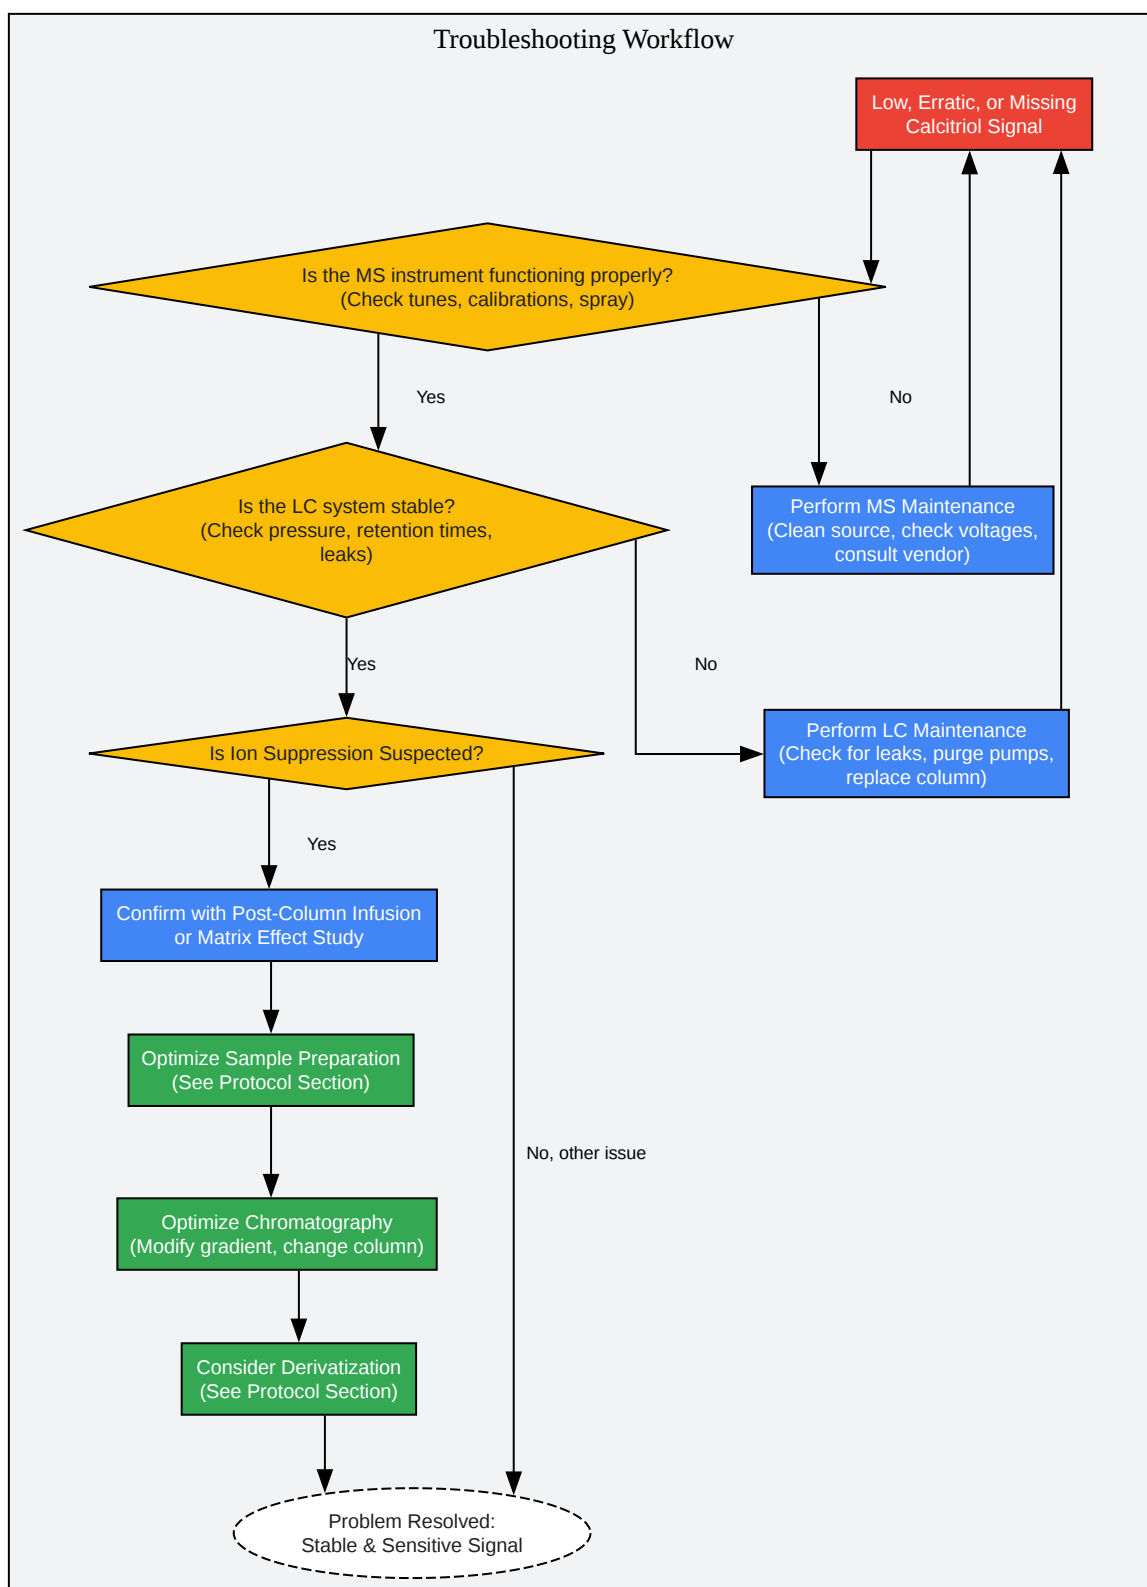 Troubleshooting Workflow
Low, Erratic, or Missing
Calcitriol Signal
Is the MS instrument functioning properly?
(Check tunes, calibrations, spray)
Yes
No
Is the LC system stable?
(Check pressure, retention times,
leaks)
Perform MS Maintenance
(Clean source, check voltages,
consult vendor)
Yes
No
Is Ion Suppression Suspected?
Perform LC Maintenance
(Check for leaks, purge pumps,
replace column)
Yes
Confirm with Post-Column Infusion
or Matrix Effect Study
Optimize Sample Preparation
(See Protocol Section)
No, other issue
Optimize Chromatography
(Modify gradient, change column)
Consider Derivatization
(See Protocol Section)
Problem Resolved:
Stable & Sensitive Signal